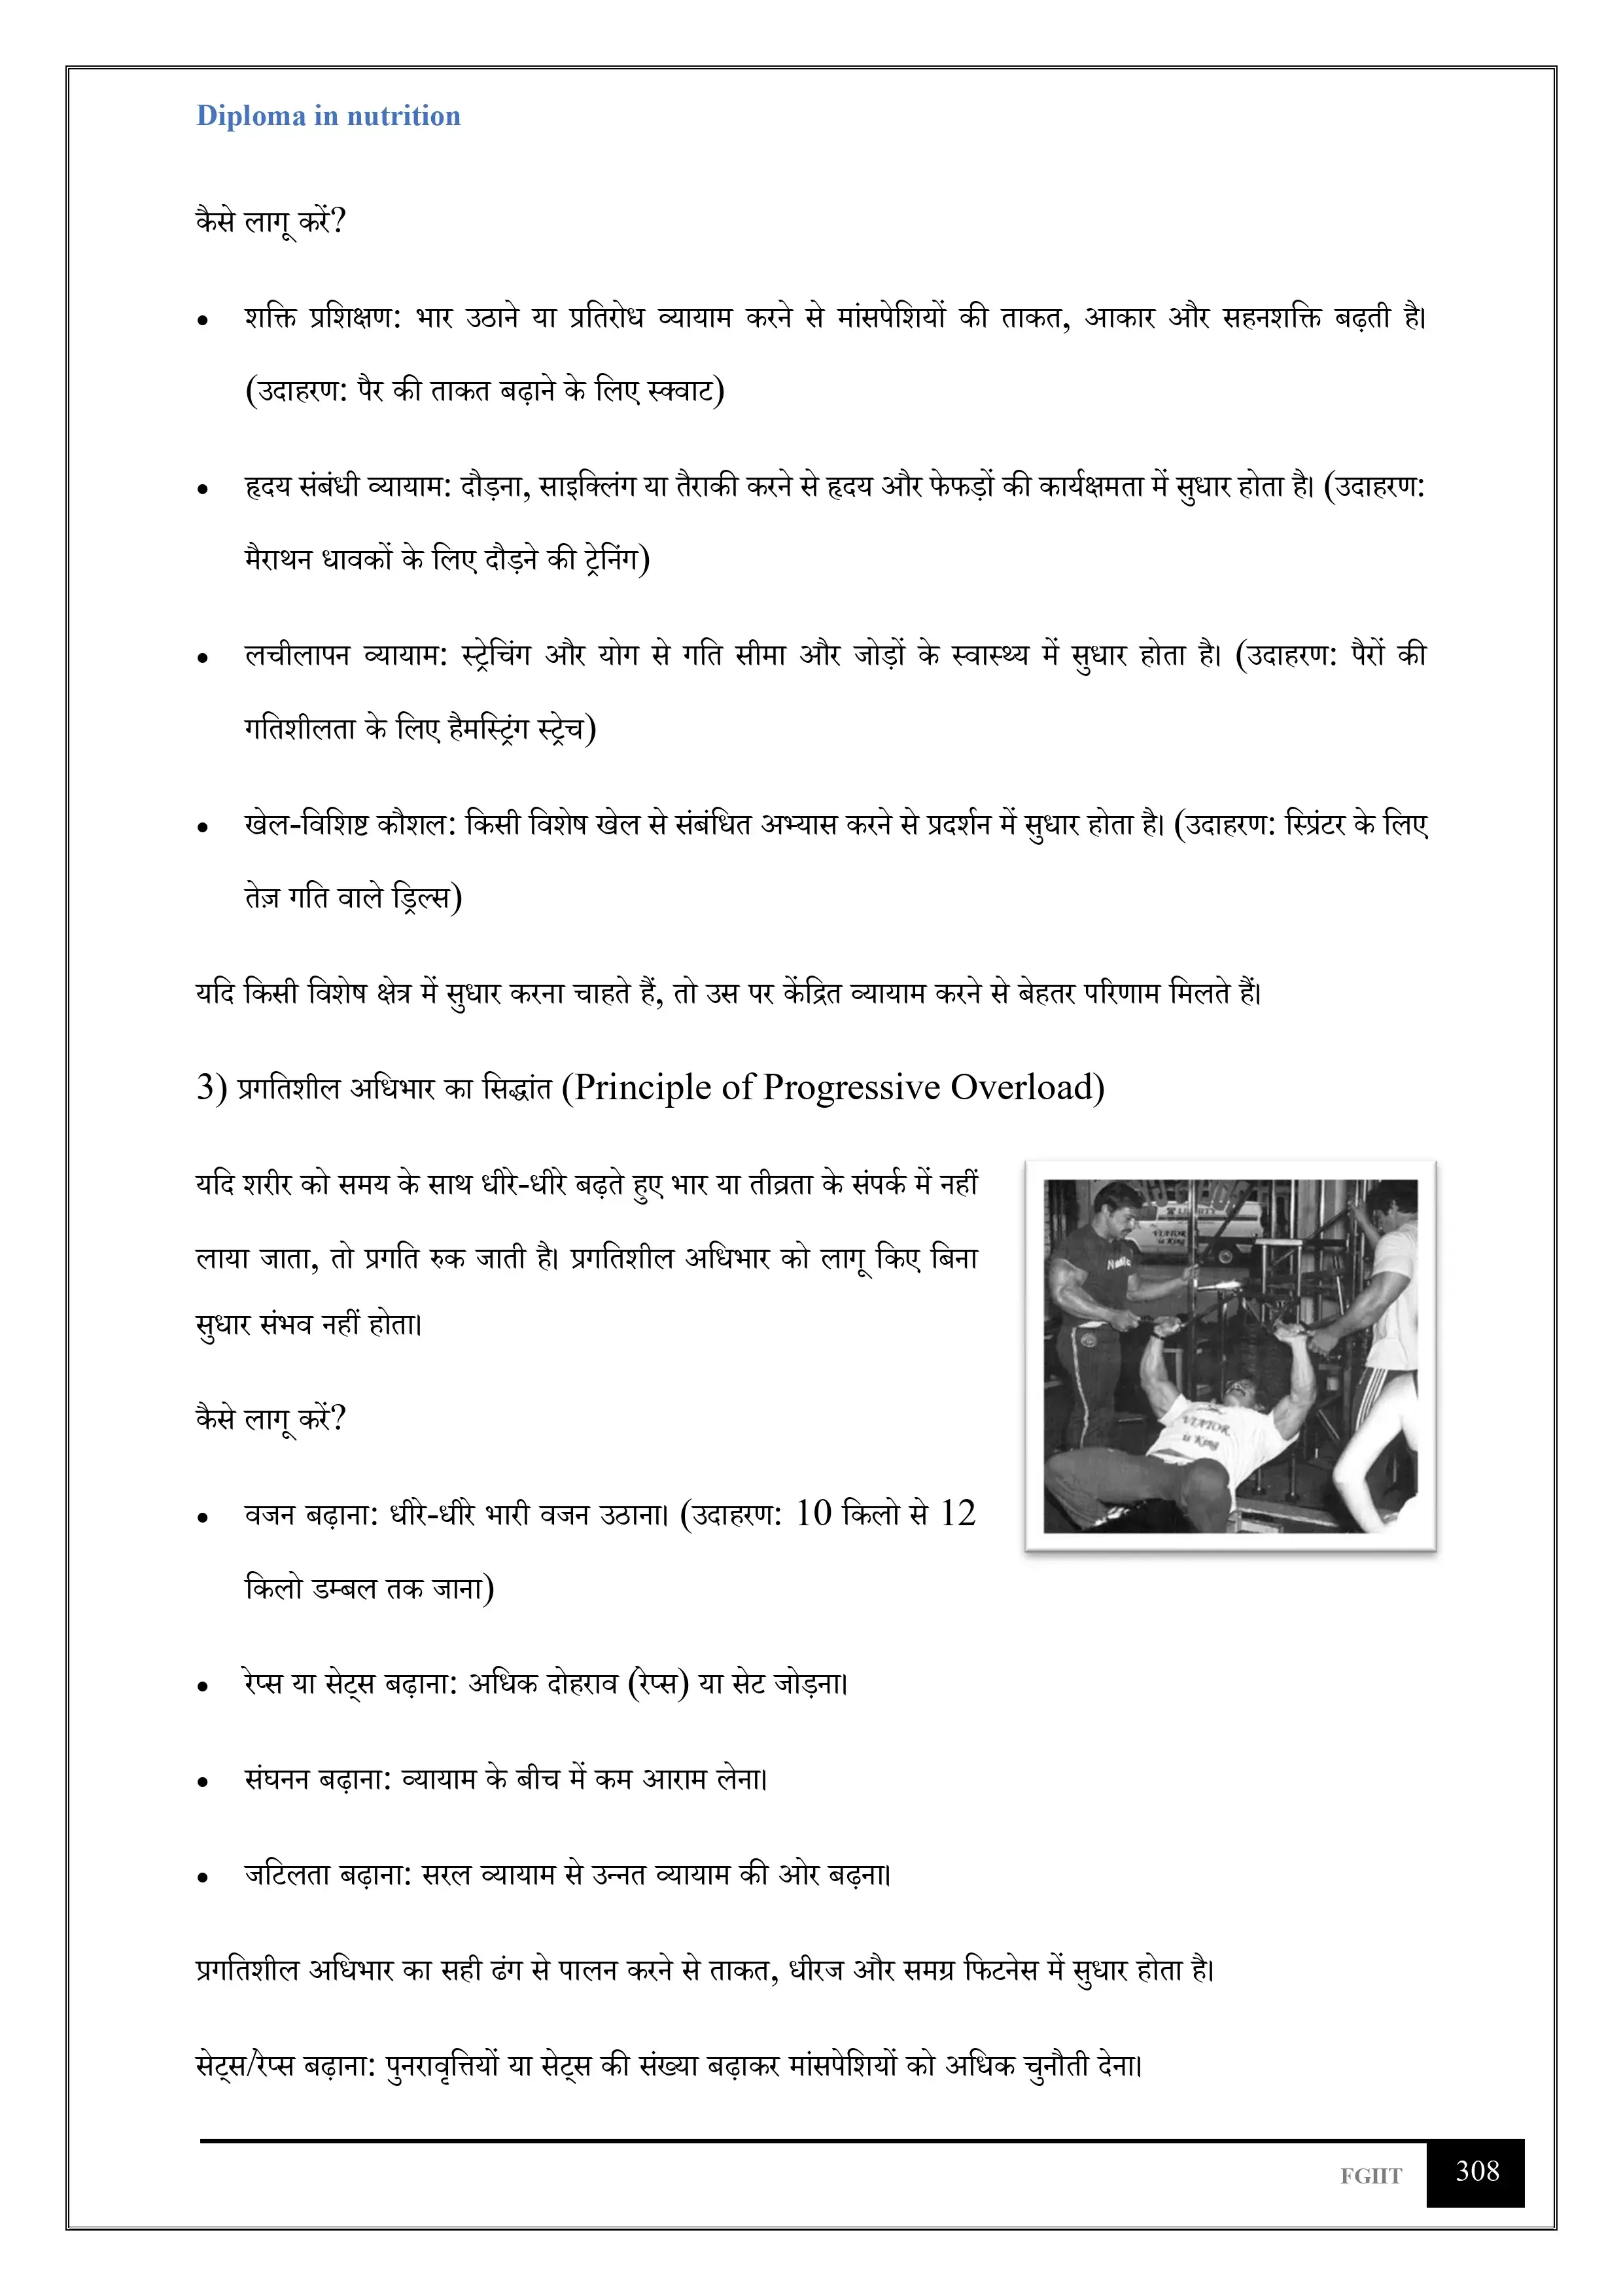 Diploma in nutrition
कैसे लागू करें?
• शक्ति प्रशिक्षण: भार उठाने या प्रतिरोध व्यायाम करने से मांसपेशियों की ताकत, आकार और सहनशक्ति बढ़ती है।
(उदाहरण: पैर की ताकत बढ़ाने के लिए स्क्वाट)
• हृदय संबंधी व्यायाम: दौड़ना, साइक्लिंग या तैराकी करने से हृदय और फेफड़ों की कार्यक्षमता में सुधार होता है। (उदाहरण:
मैराथन धावकों के लिए दौड़ने की ट्रेनिंग)
• लचीलापन व्यायाम: स्ट्रेचिंग और योग से गति सीमा और जोड़ों के स्वास्थ्य में सुधार होता है। (उदाहरण: पैरों की
गतिशीलता के लिए हैमस्ट्रिंग स्ट्रेच)
• खेल-विशिष्ट कौशल: किसी विशेष खेल से संबंधित अभ्यास करने से प्रदर्शन में सुधार होता है। (उदाहरण: स्प्रिंटर के लिए
तेज़ गति वाले ड्रिल्स)
यदि किसी विशेष क्षेत्र में सुधार करना चाहते हैं, तो उस पर केंद्रित व्यायाम करने से बेहतर परिणाम मिलते हैं।
3) प्रगतिशील अधिभार का सिद्धांत (Principle of Progressive Overload)
यदि शरीर को समय के साथ धीरे-धीरे बढ़ते हुए भार या तीव्रता के संपर्क में नहीं
लाया जाता, तो प्रगति रुक जाती है। प्रगतिशील अधिभार को लागू किए बिना
सुधार संभव नहीं होता।
VIATOR
is King
VIATOR
is King
कैसे लागू करें?
• वजन बढ़ाना: धीरे-धीरे भारी वजन उठाना। (उदाहरण: 10 किलो से 12
किलो डम्बल तक जाना)
• रेप्स या सेट्स बढ़ाना: अधिक दोहराव (रेप्स) या सेट जोड़ना।
• संघनन बढ़ाना: व्यायाम के बीच में कम आराम लेना।
• जटिलता बढ़ाना: सरल व्यायाम से उन्नत व्यायाम की ओर बढ़ना।
प्रगतिशील अधिभार का सही ढंग से पालन करने से ताकत, धीरज और समग्र फिटनेस में सुधार होता है।
सेट्स/रेप्स बढ़ाना: पुनरावृत्तियों या सेट्स की संख्या बढ़ाकर मांसपेशियों को अधिक चुनौती देना।
FGIIT 308